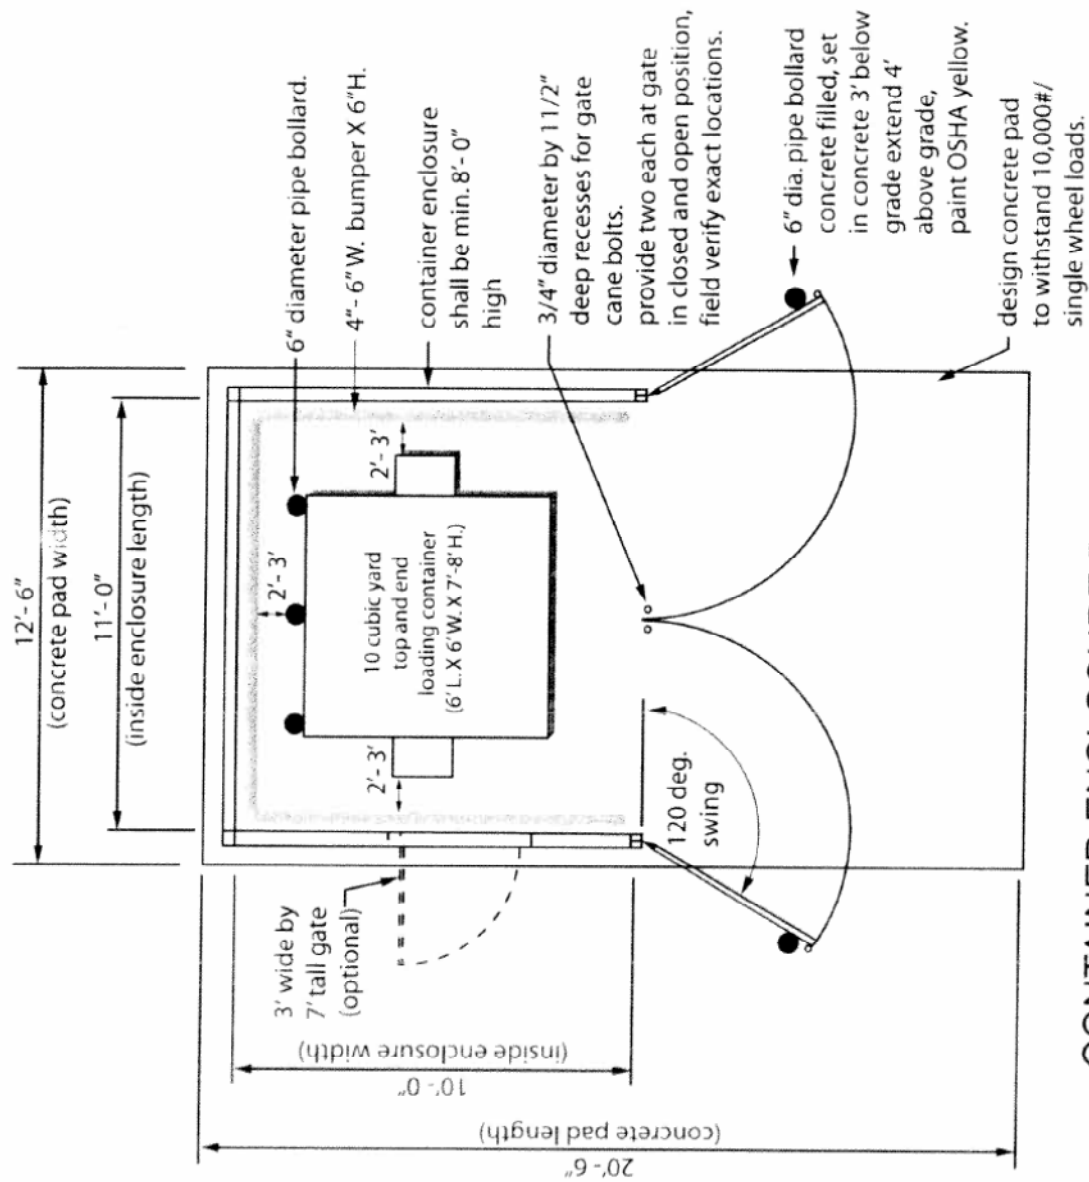 12'- 6"
(concrete pad width)
11'- 0"
(inside enclosure length)
6" diameter pipe bollard.
4"- 6"W. bumper X 6"H.
container enclosure
shall be min. 8'- 0"
high
3/4" diameter by 11/2"
deep recesses for gate
cane bolts.
provide two each at gate
in closed and open position,
field verify exact locations.
6" dia. pipe bollard
concrete filled, set
in concrete 3' below
grade extend 4'
above grade,
paint OSHA yellow.
design concrete pad
to withstand 10,000#/
single wheel loads.
2'- 3'
2'- 3'
2'- 3'
10 cubic yard
top and end
loading container
(6' L. X 6' W. X 7'-8' H.)
120 deg.
swing
3' wide by
7' tall gate
(optional)
10'- 0"
(inside enclosure width)
20'- 6"
(concrete pad length)